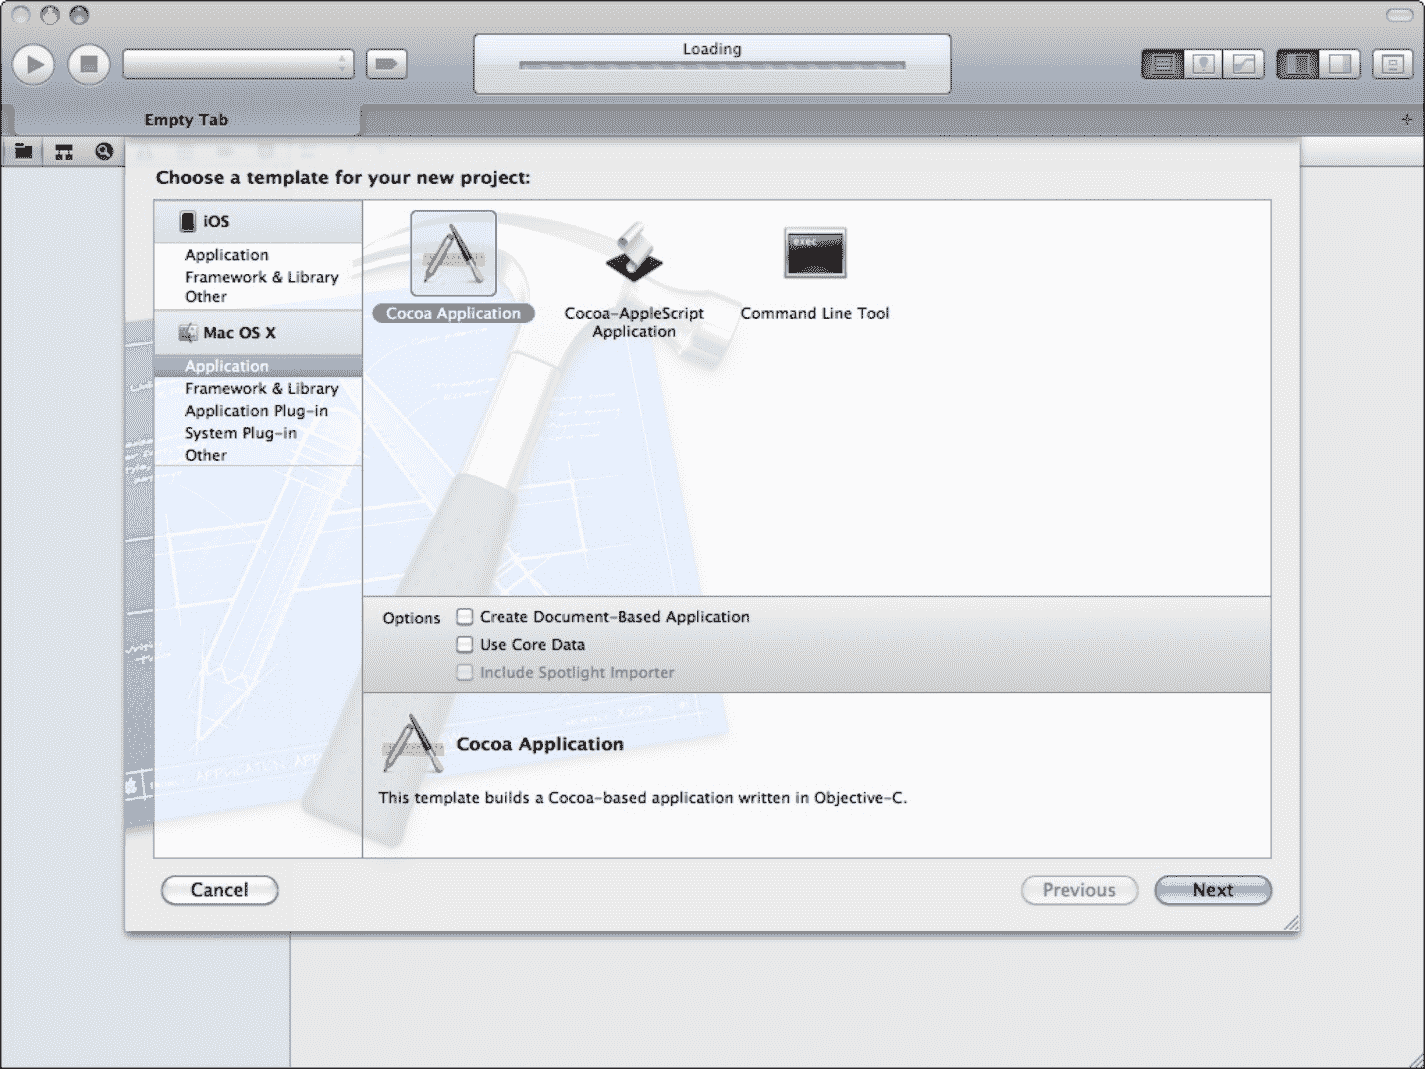 Loading
Empty Tab
Choose a template for your new project:
iOS
Application
Framework & Library
Other
Mac OS X
Application
Framework & Library
Application Plug-in
System Plug-in
Other
Cocoa Application
Cocoa-AppleScript
Application
exec
Command Line Tool
Options
Create Document-Based Application
Use Core Data
Include Spotlight Importer
Cocoa Application
This template builds a Cocoa-based application written in Objective-C.
Cancel
Previous
Next